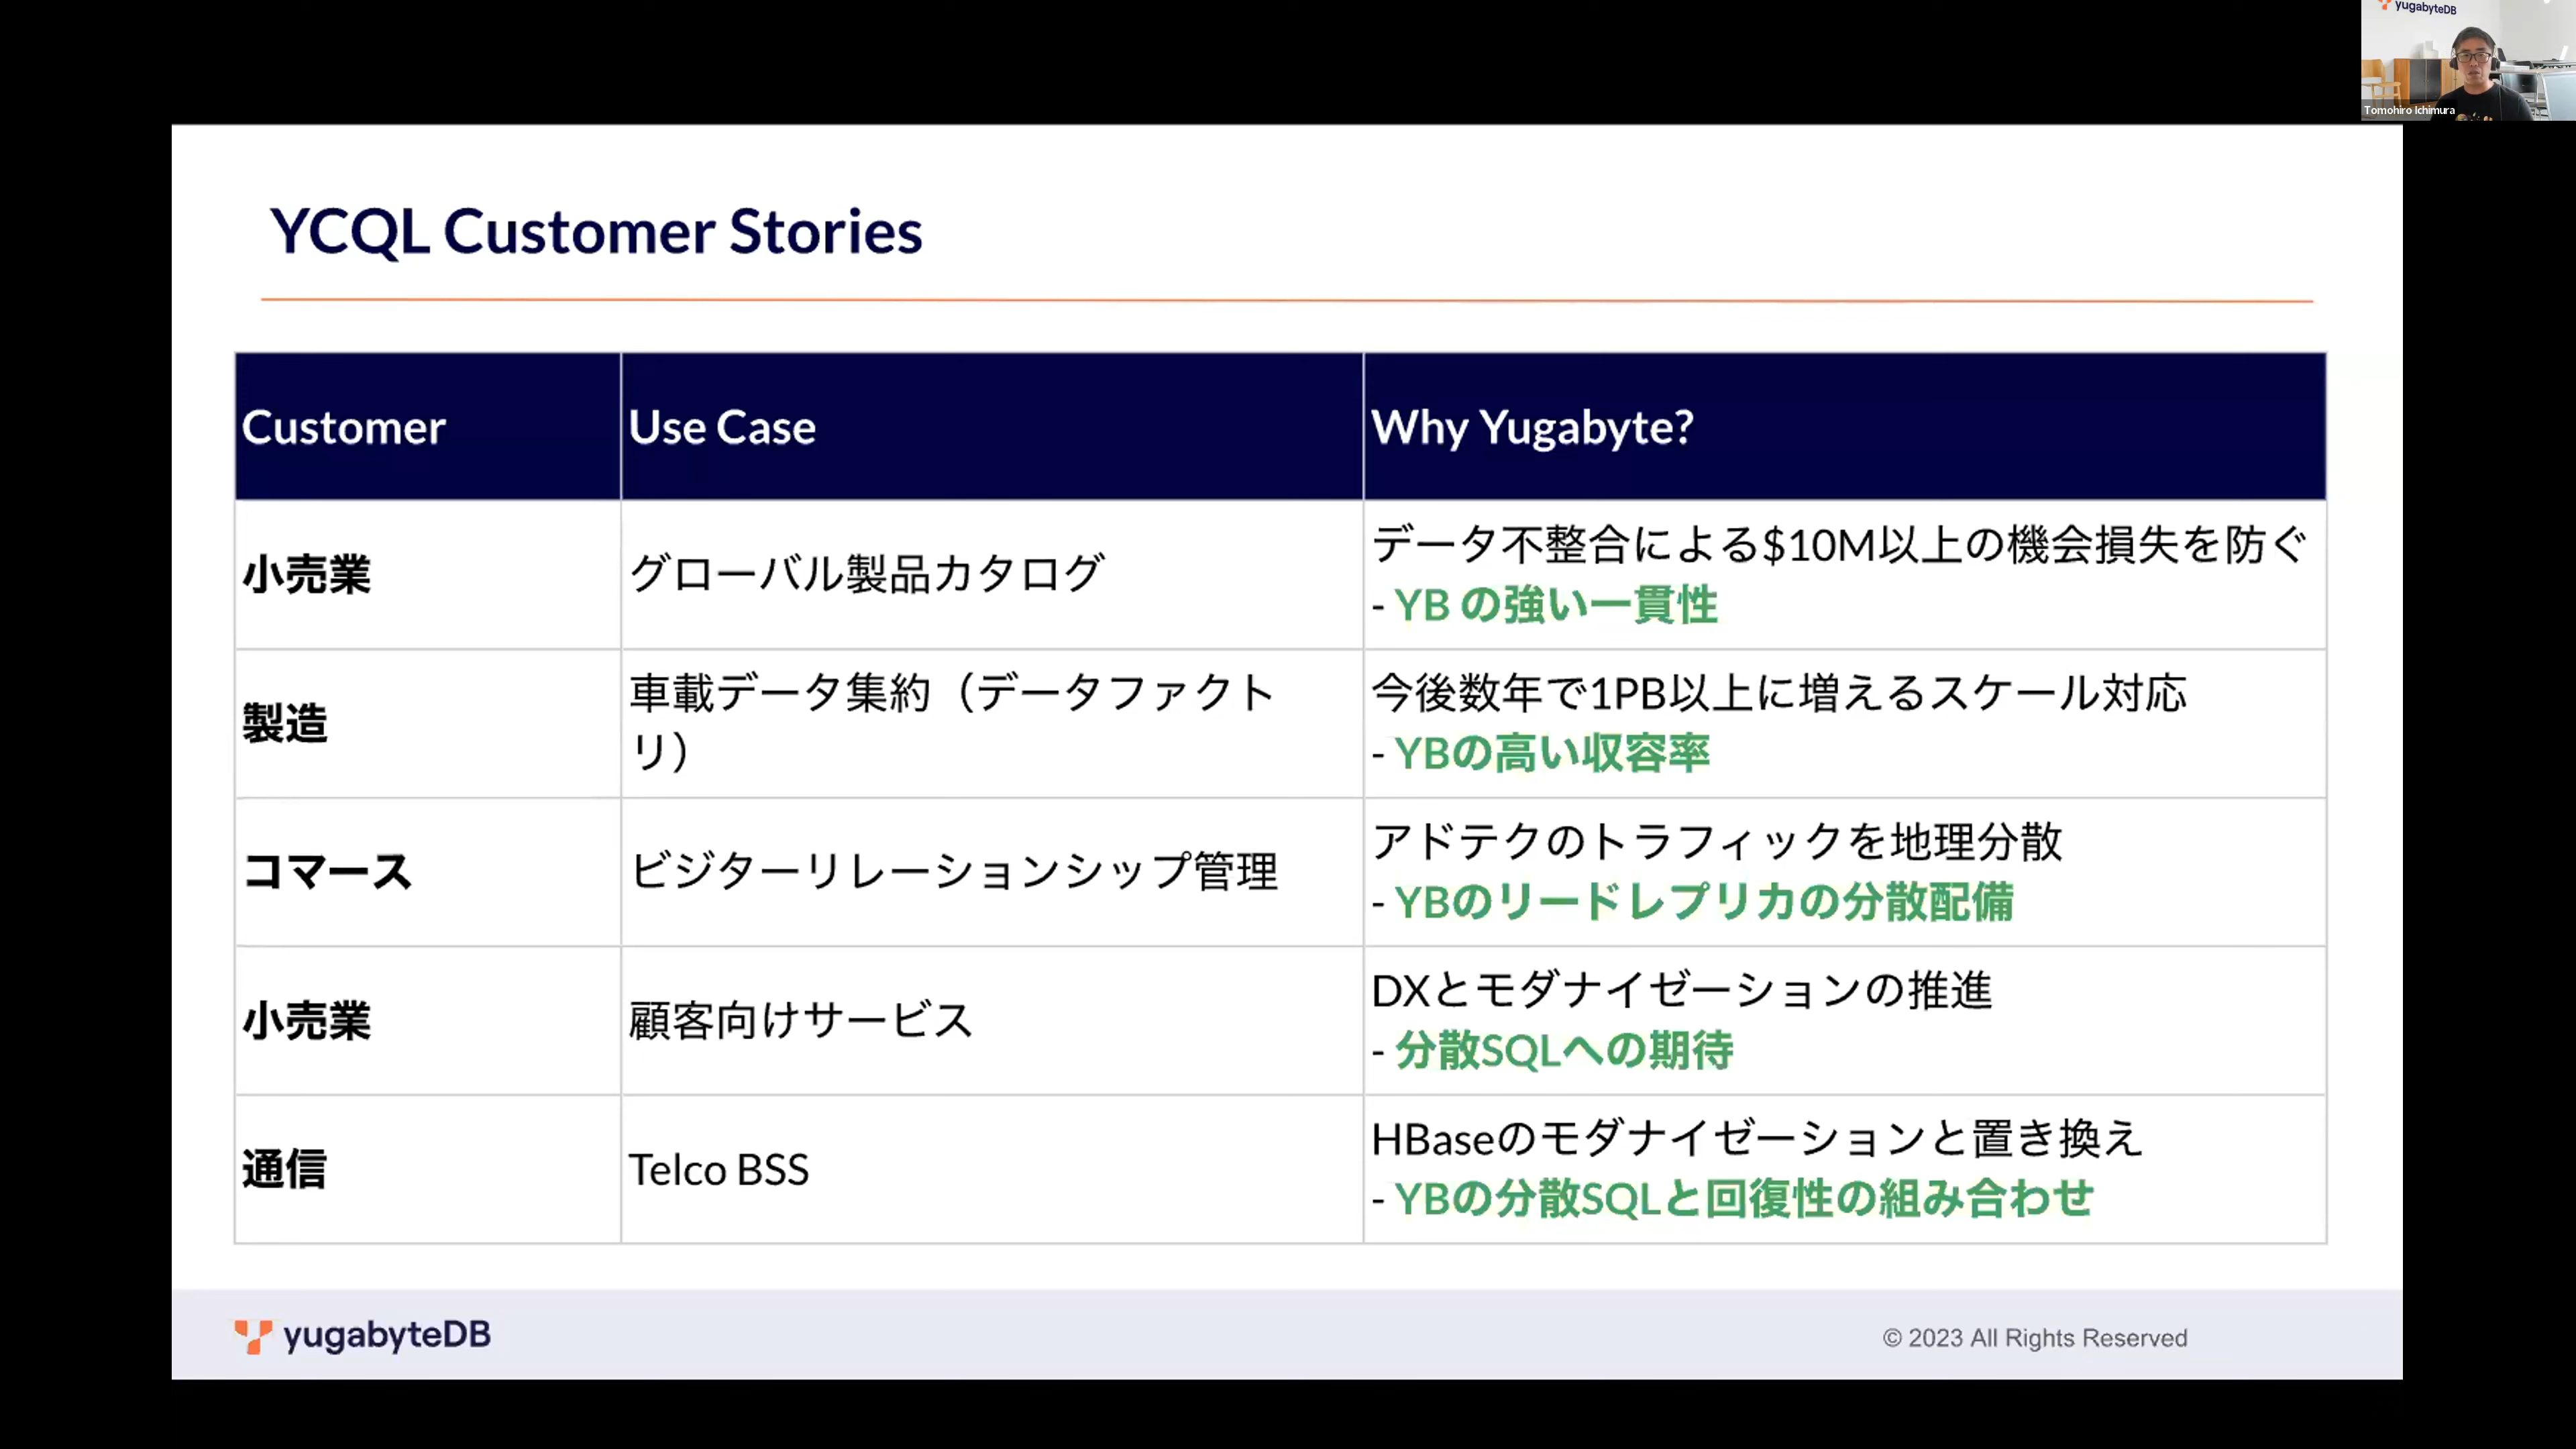 yugabyteDB
Tomohiro Ichimura
YCQL Customer Stories
Customer
Use Case
Why Yugabyte?
小売業
グローバル製品カタログ
データ不整合による$10M以上の機会損失を防ぐ
- YB の強い一貫性
製造
車載データ集約（データファクト
リ）
今後数年で1PB以上に増えるスケール対応
- YBの高い収容率
コマース
ビジターリレーションシップ管理
アドテクのトラフィックを地理分散
- YBのリードレプリカの分散配備
小売業
顧客向けサービス
DXとモダナイゼーションの推進
- 分散SQLへの期待
通信
Telco BSS
HBaseのモダナイゼーションと置き換え
- YBの分散SQLと回復性の組み合わせ
yugabyteDB
© 2023 All Rights Reserved